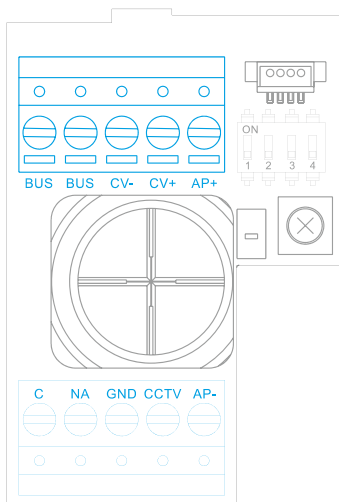 BUS BUS CV- CV+ AP+
ON
1 2 3 4
C NA GND CCTV AP-